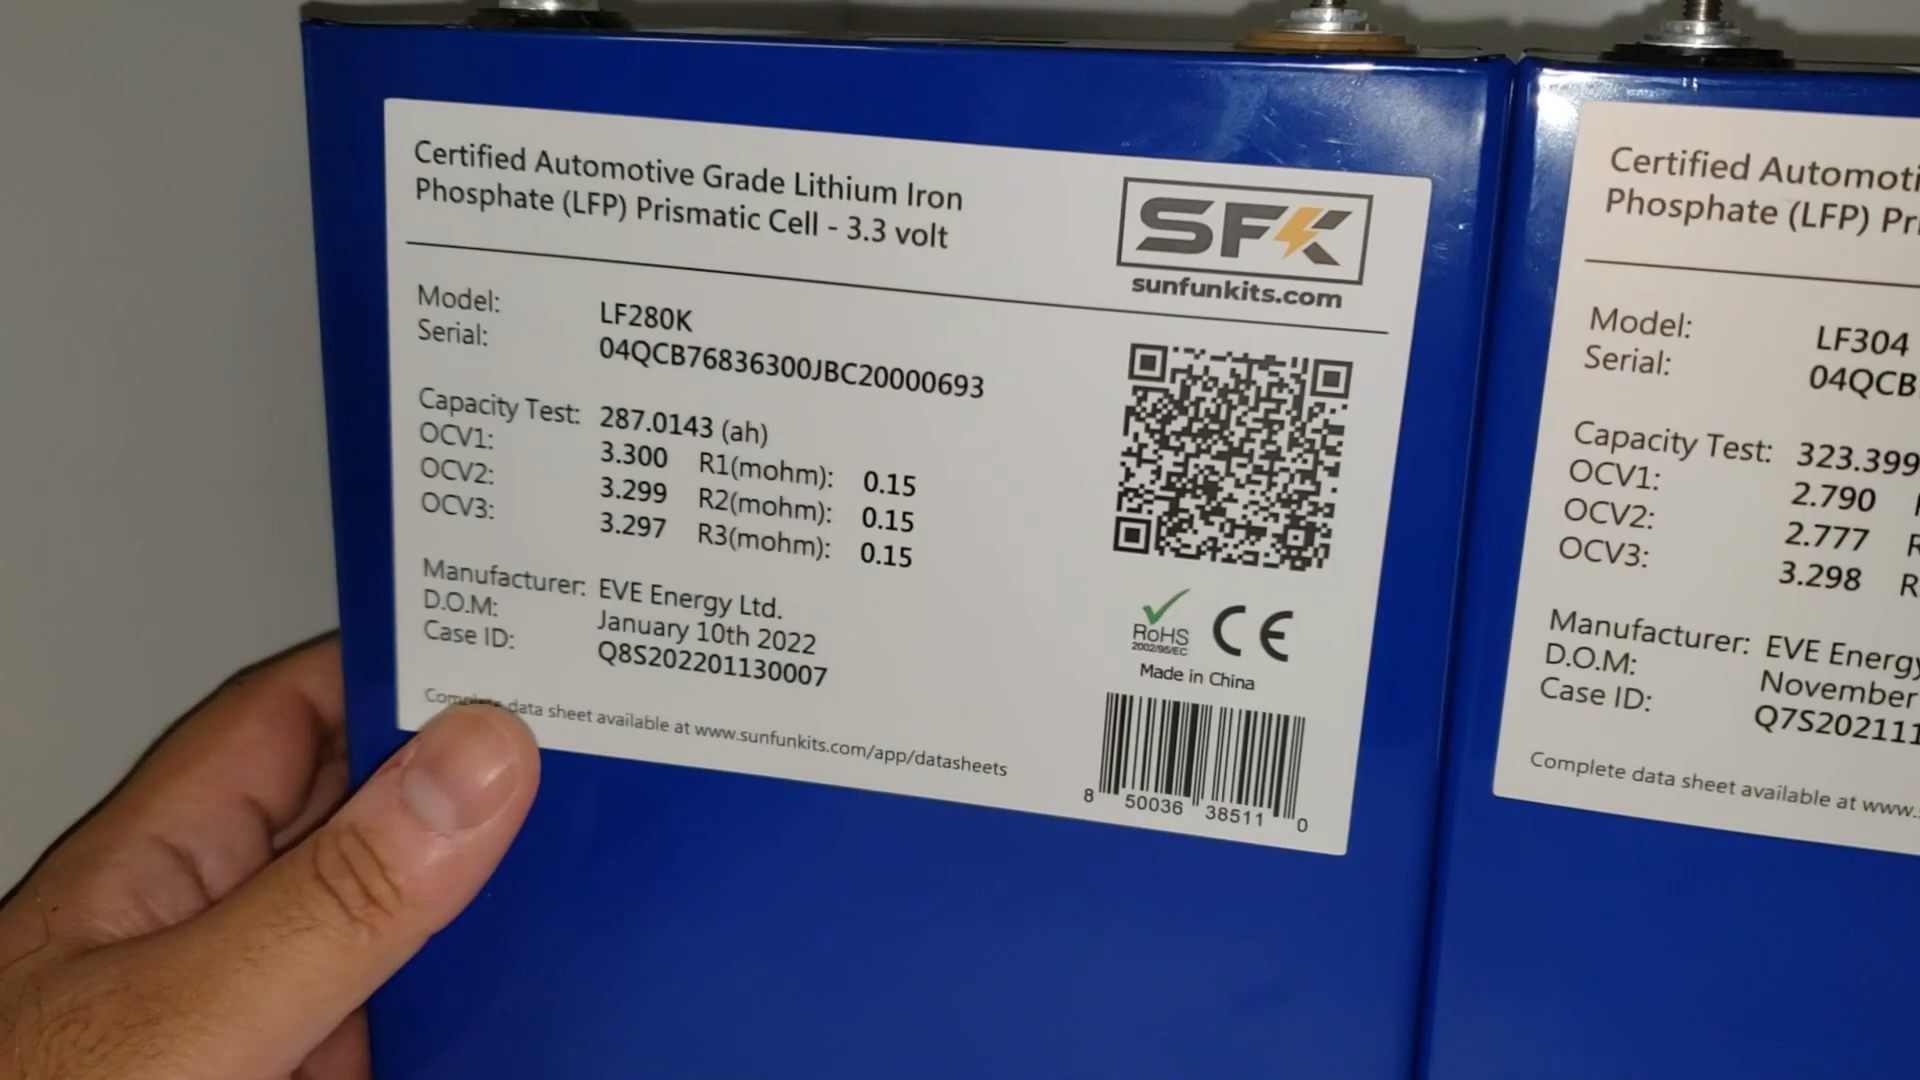 Certified Automotive Grade Lithium Iron
Phosphate (LFP) Prismatic Cell - 3.3 volt
SFK
sunfunkits.com
Model: LF280K
Serial: 04QCB76836300JBC20000693
Capacity Test: 287.0143 (ah)
OCV1: 3.300 R1(mohm): 0.15
OCV2: 3.299 R2(mohm): 0.15
OCV3: 3.297 R3(mohm): 0.15
Manufacturer: EVE Energy Ltd.
D.O.M: January 10th 2022
Case ID: Q8S202201130007
Complete data sheet available at www.sunfunkits.com/app/datasheets
RoHS
2002/95/EC
CE
Made in China
8 50036 38511 0
Certified Automoti
Phosphate (LFP) Pri
Model: LF304
Serial: 04QCB
Capacity Test: 323.399
OCV1: 2.790
OCV2: 2.777 R
OCV3: 3.298 R
Manufacturer: EVE Energy
D.O.M: November
Case ID: Q7S202111
Complete data sheet available at www.